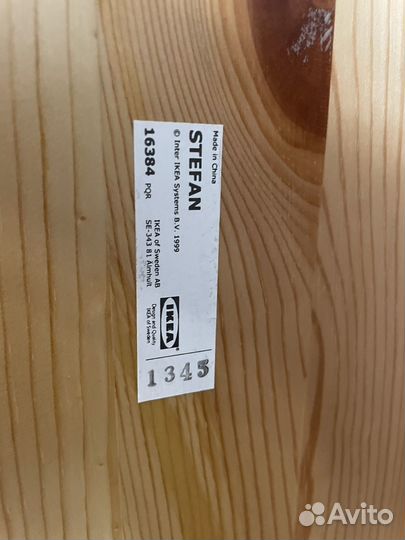 Made in China
STEFAN
© Inter IKEA Systems B.V. 1999
16384 PQR
IKEA of Sweden AB
SE-343 81 Älmhult
IKEA
Design and Quality
IKEA of Sweden
1345
Avito